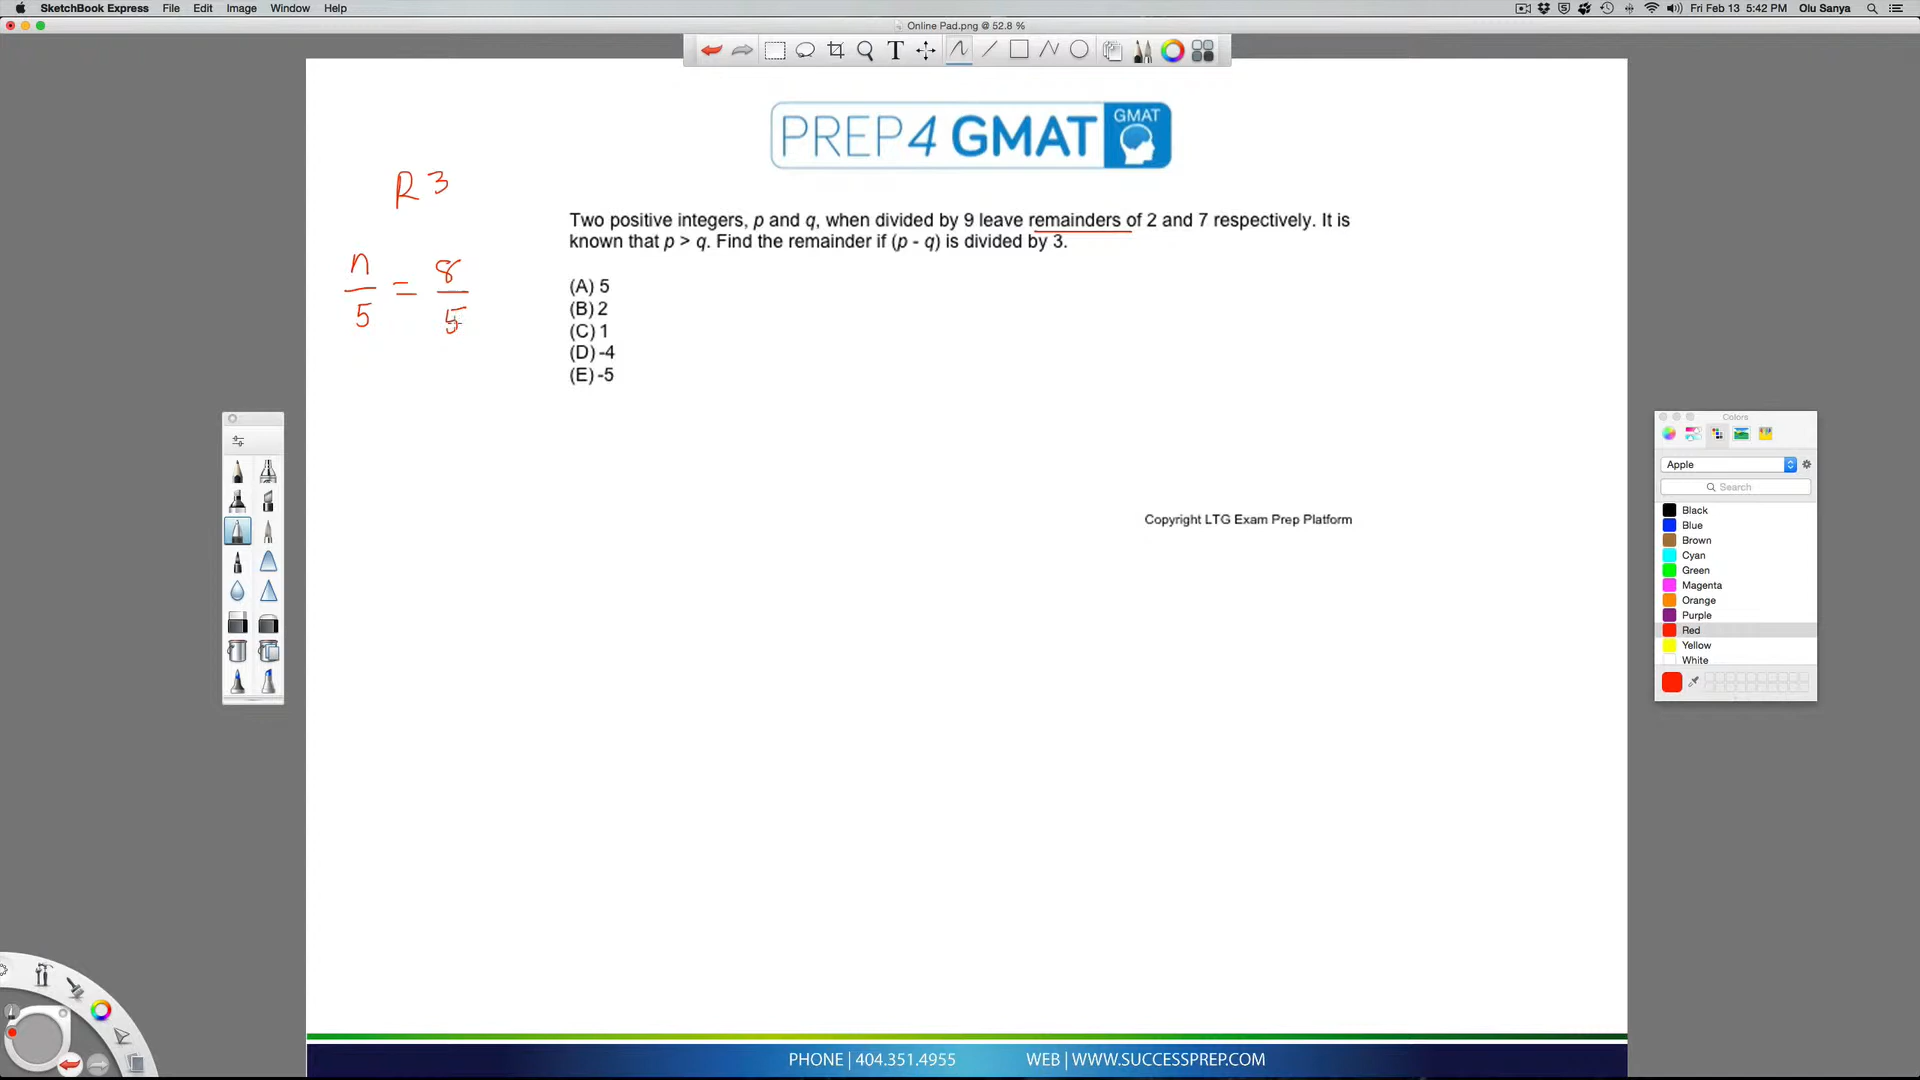 SketchBook Express File Edit Image Window Help Fri Feb 13 5:42 PM Olu Sanya
Online Pad.png @ 52.8 %
T
PREP4 GMAT GMAT
R 3
Two positive integers, p and q, when divided by 9 leave remainders of 2 and 7 respectively. It is
known that p > q. Find the remainder if (p - q) is divided by 3.
n/5 = 8/5
(A) 5
(B) 2
(C) 1
(D) -4
(E) -5
Colors
Apple
Search
Black
Blue
Brown
Cyan
Green
Magenta
Orange
Purple
Red
Yellow
White
Copyright LTG Exam Prep Platform
PHONE | 404.351.4955 WEB | WWW.SUCCESSPREP.COM